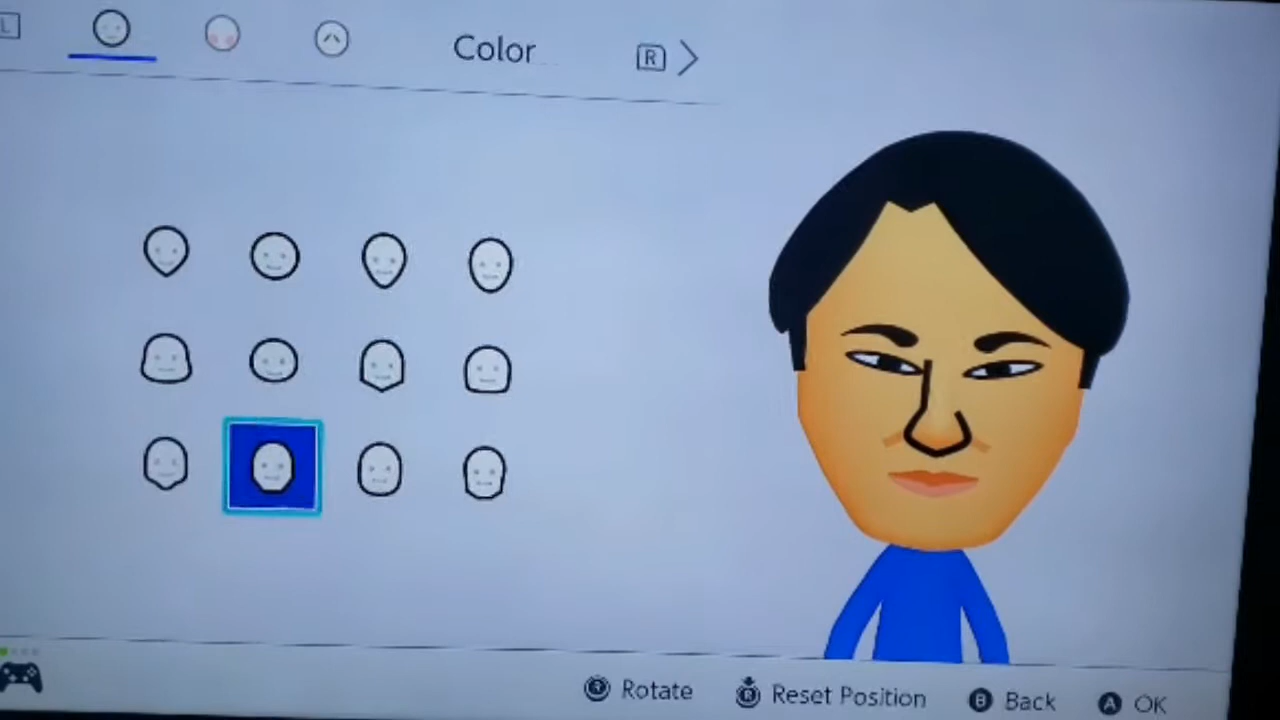 L
Color
R
Rotate
R Reset Position
B Back
A OK